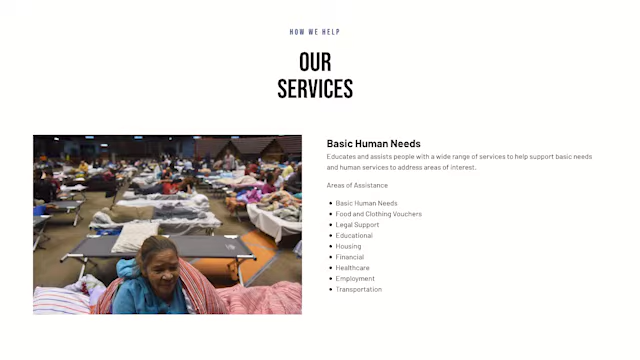 HOW WE HELP
OUR
SERVICES
Basic Human Needs
Educates and assists people with a wide range of services to help support basic needs
and human services to address areas of interest.
Areas of Assistance
Basic Human Needs
Food and Clothing Vouchers
Legal Support
Educational
Housing
Financial
Healthcare
Employment
Transportation